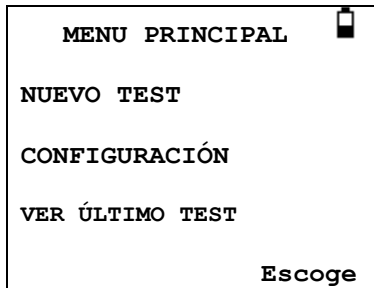 MENU PRINCIPAL
NUEVO TEST
CONFIGURACIÓN
VER ÚLTIMO TEST
Escoge